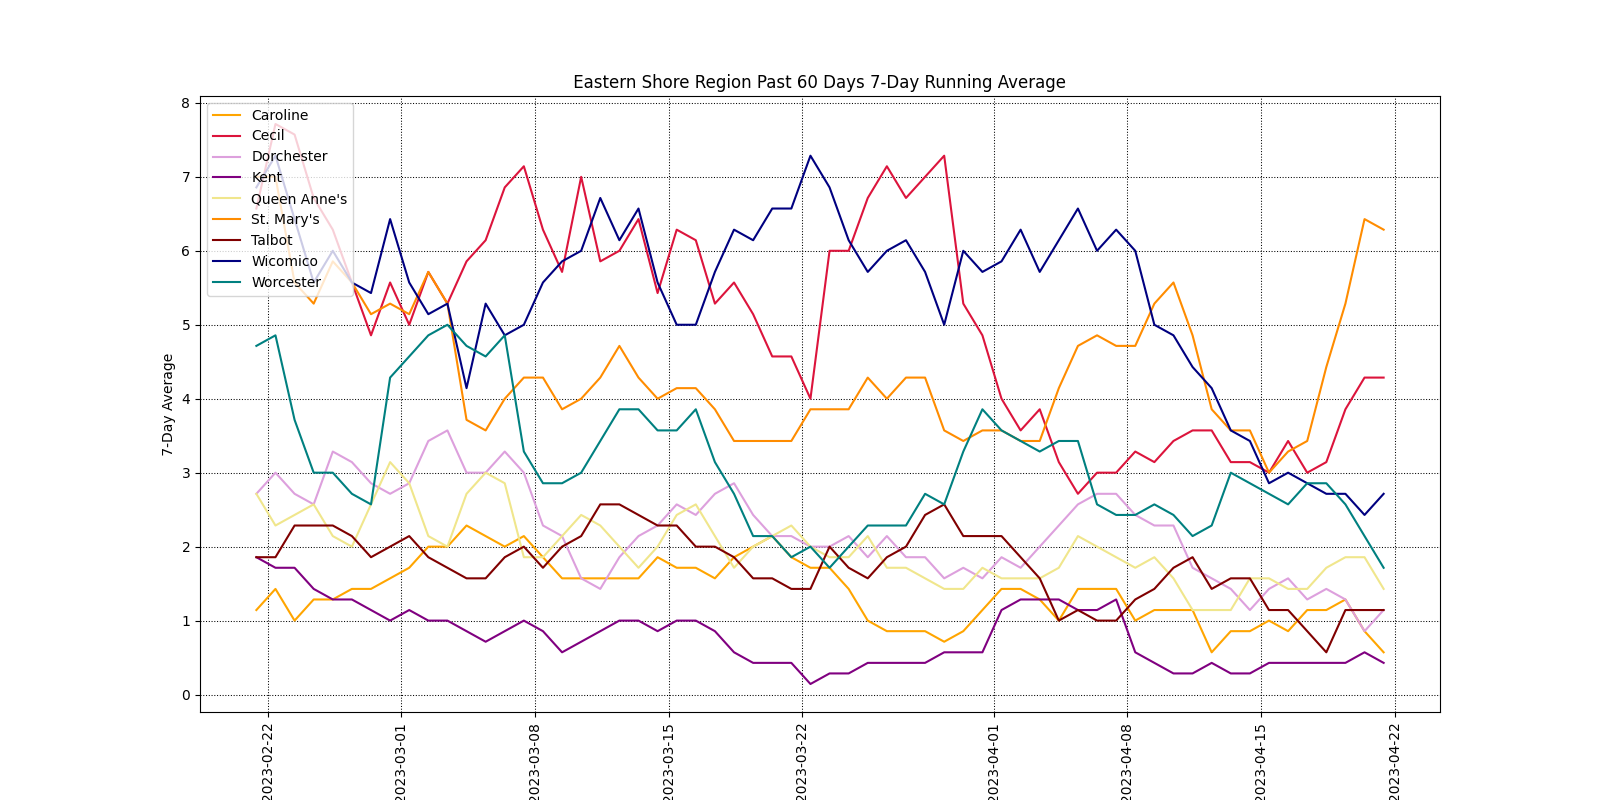 Eastern Shore Region Past 60 Days 7-Day Running Average
8
7
6
5
4
3
2
1
0
7-Day Average
Caroline
Cecil
Dorchester
Kent
Queen Anne's
St. Mary's
Talbot
Wicomico
Worcester
2023-02-22
2023-03-01
2023-03-08
2023-03-15
2023-03-22
2023-04-01
2023-04-08
2023-04-15
2023-04-22